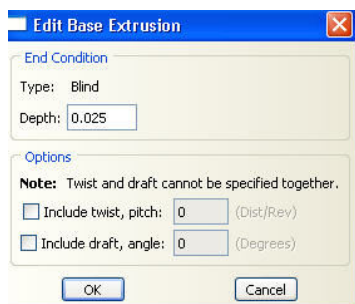 Edit Base Extrusion
End Condition
Type: Blind
Depth: 0.025
Options
Note: Twist and draft cannot be specified together.
Include twist, pitch: 0 (Dist/Rev)
Include draft, angle: 0 (Degrees)
OK Cancel